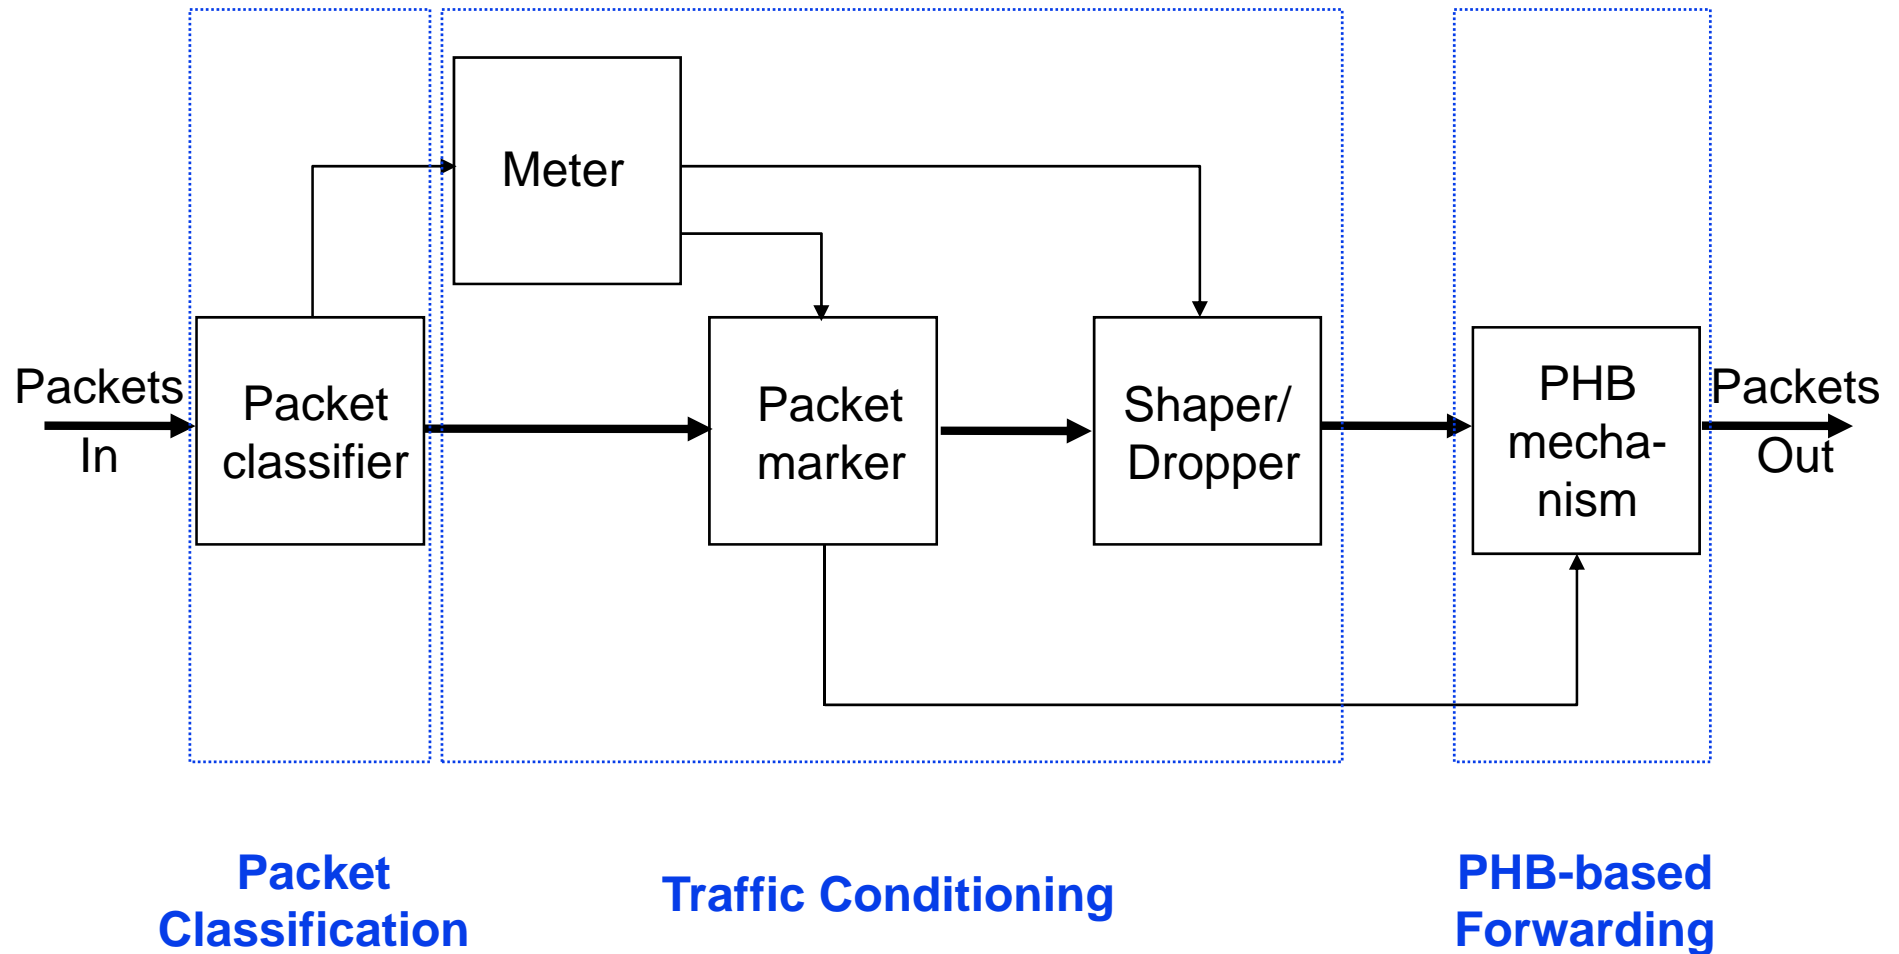 Meter
Packets
In
Packet
classifier
Packet
marker
Shaper/
Dropper
PHB
mecha-
nism
Packets
Out
Packet
Classification
Traffic Conditioning
PHB-based
Forwarding